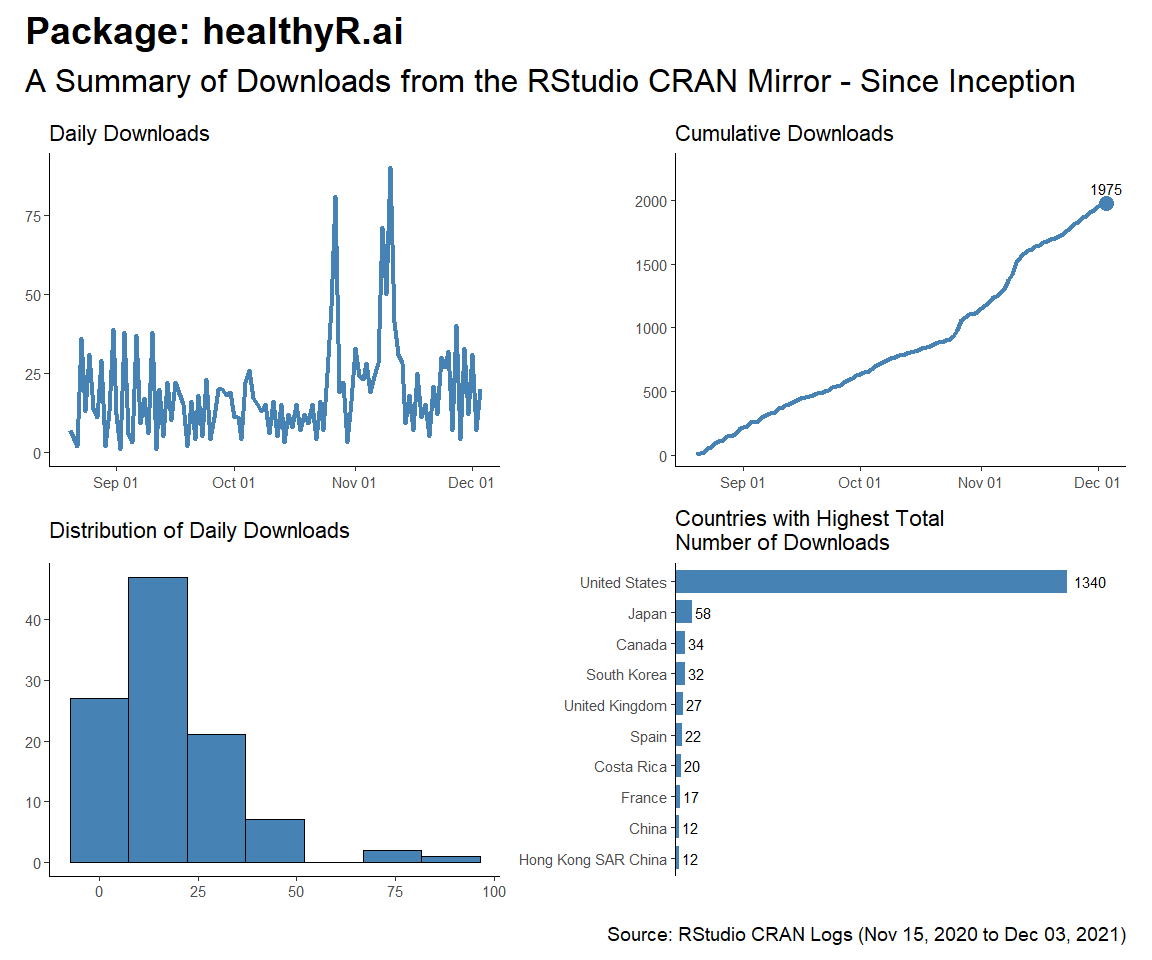 Package: healthyR.ai
A Summary of Downloads from the RStudio CRAN Mirror - Since Inception
Daily Downloads
75
50
25
0
Sep 01
Oct 01
Nov 01
Dec 01
Cumulative Downloads
1975
2000
1500
1000
500
0
Sep 01
Oct 01
Nov 01
Dec 01
Distribution of Daily Downloads
40
30
20
10
0
0
25
50
75
100
Countries with Highest Total
Number of Downloads
United States 1340
Japan 58
Canada 34
South Korea 32
United Kingdom 27
Spain 22
Costa Rica 20
France 17
China 12
Hong Kong SAR China 12
Source: RStudio CRAN Logs (Nov 15, 2020 to Dec 03, 2021)